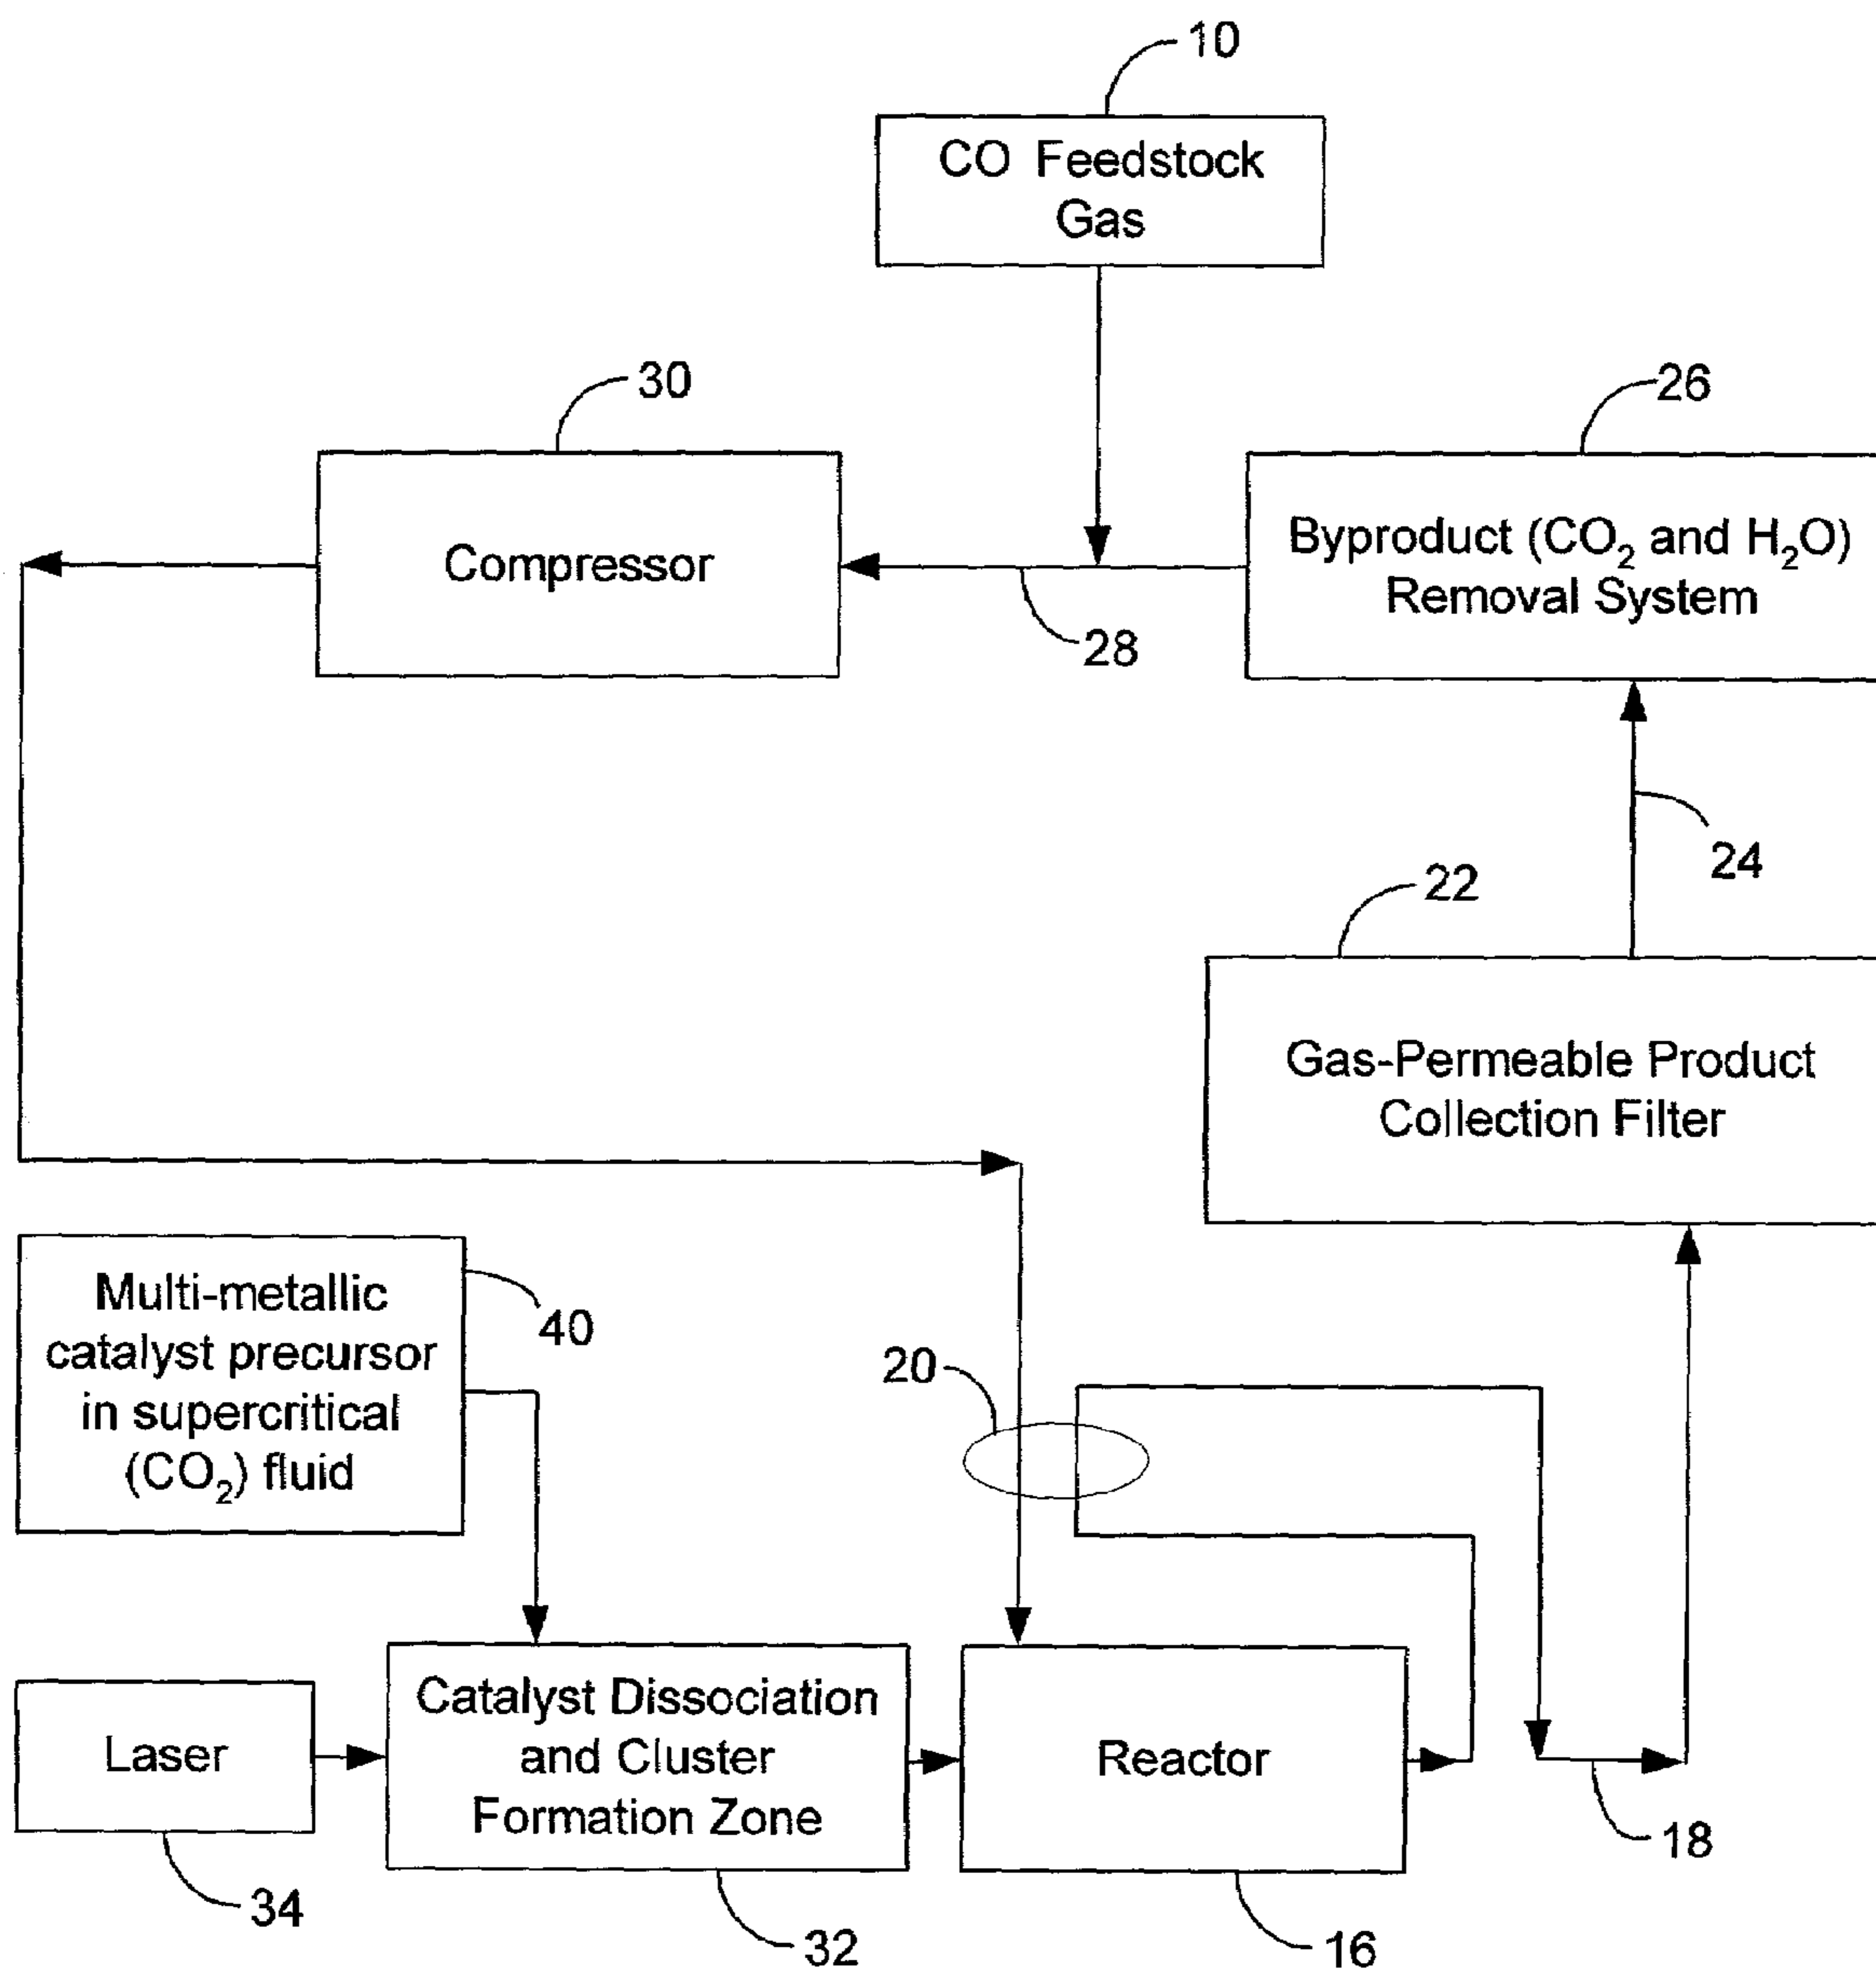 10
CO Feedstock
Gas
30
26
Compressor
Byproduct (CO₂ and H₂O)
Removal System
28
24
22
Gas-Permeable Product
Collection Filter
Multi-metallic
catalyst precursor
in supercritical
(CO₂) fluid
40
20
Laser
Catalyst Dissociation
and Cluster
Formation Zone
Reactor
18
34
32
16